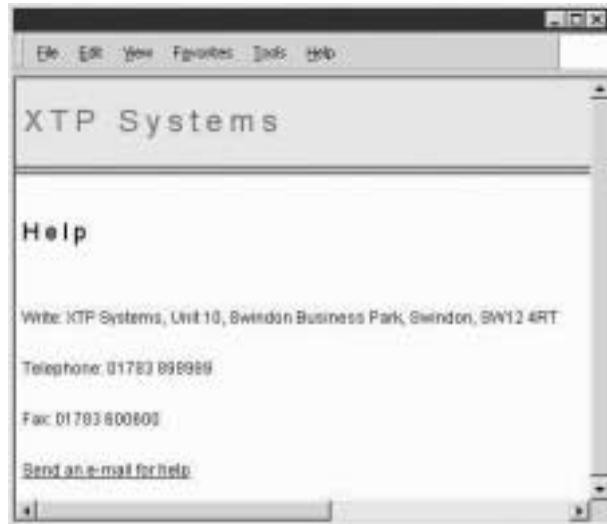 File Edit View Favorites Tools Help
XTP Systems
Help
Write: XTP Systems, Unit 10, Swindon Business Park, Swindon, SW12 4RT
Telephone: 01783 898989
Fax: 01783 600600
Send an e-mail for help